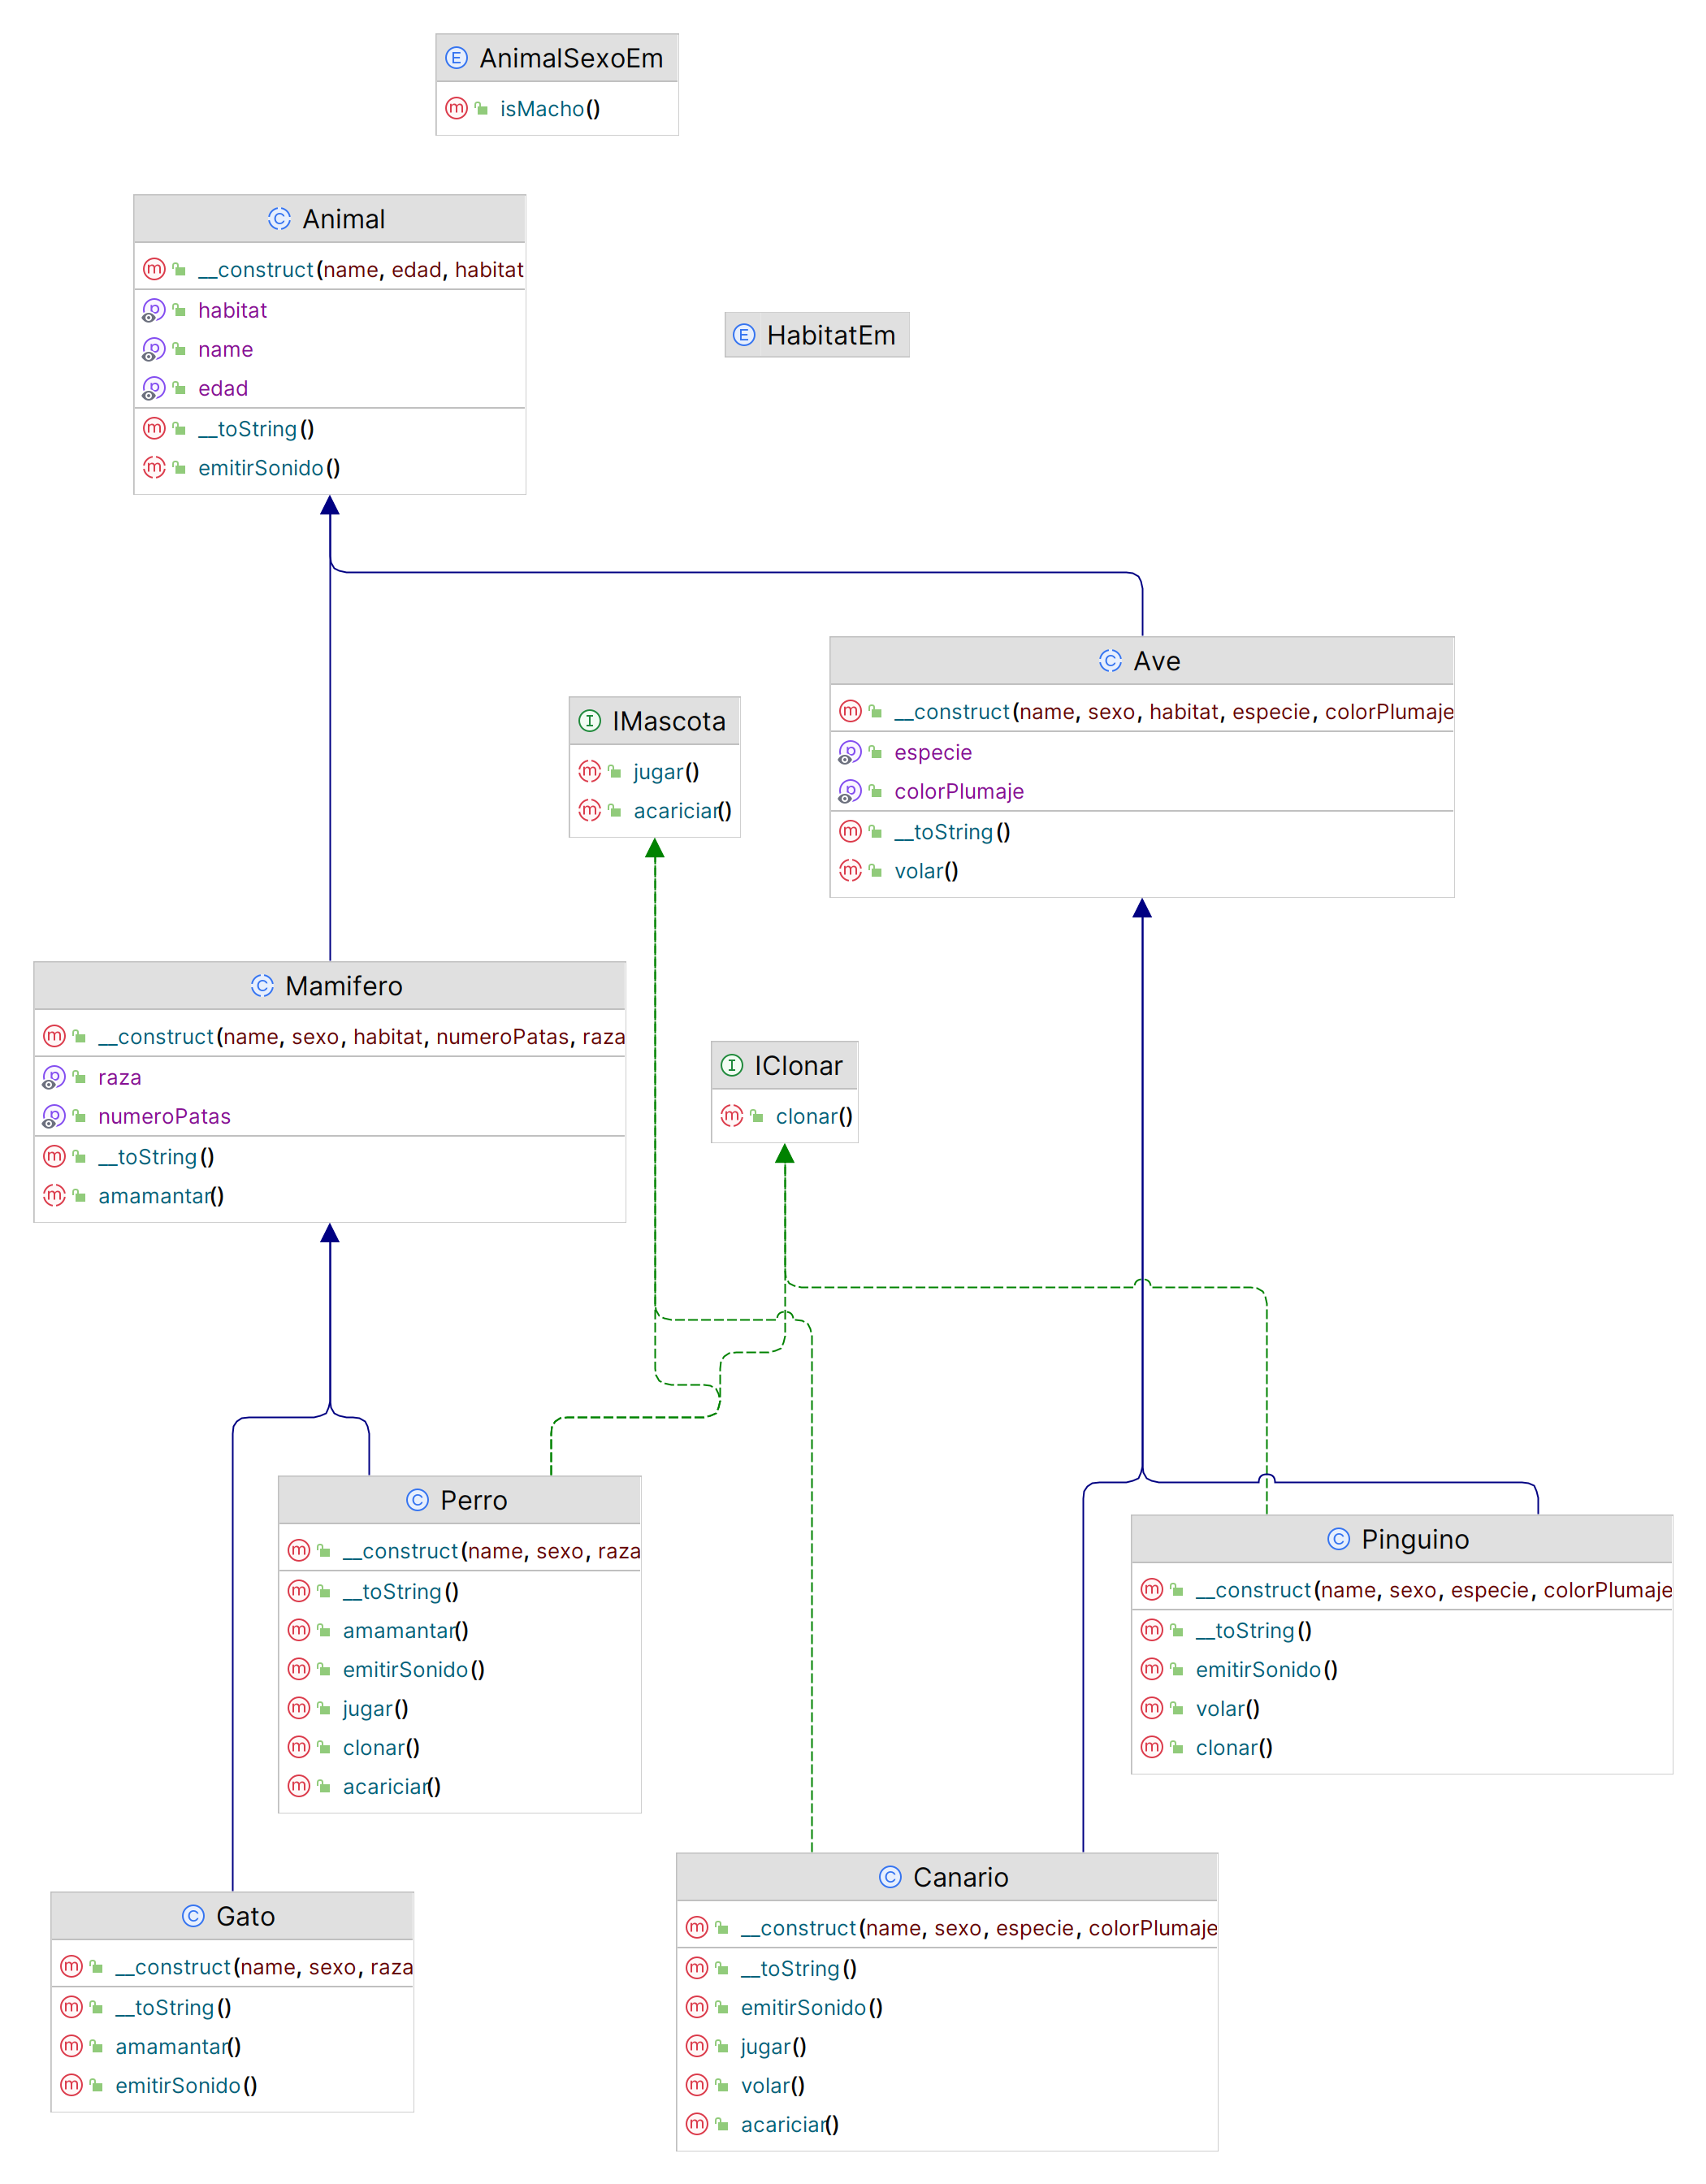 AnimalSexoEm
isMacho()
Animal
__construct(name, edad, habitat
habitat
name
edad
__toString()
emitirSonido()
HabitatEm
Ave
__construct(name, sexo, habitat, especie, colorPlumaje
especie
colorPlumaje
__toString()
volar()
IMascota
jugar()
acariciar()
Mamifero
__construct(name, sexo, habitat, numeroPatas, raza
raza
numeroPatas
__toString()
amamantar()
IClonar
clonar()
Perro
__construct(name, sexo, raza
__toString()
amamantar()
emitirSonido()
jugar()
clonar()
acariciar()
Pinguino
__construct(name, sexo, especie, colorPlumaje
__toString()
emitirSonido()
volar()
clonar()
Gato
__construct(name, sexo, raza
__toString()
amamantar()
emitirSonido()
Canario
__construct(name, sexo, especie, colorPlumaje
__toString()
emitirSonido()
jugar()
volar()
acariciar()